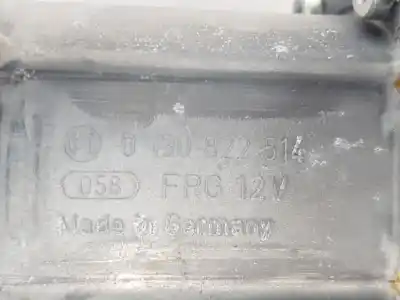 0 130 822 514
058 FPG 12V
Made in Germany